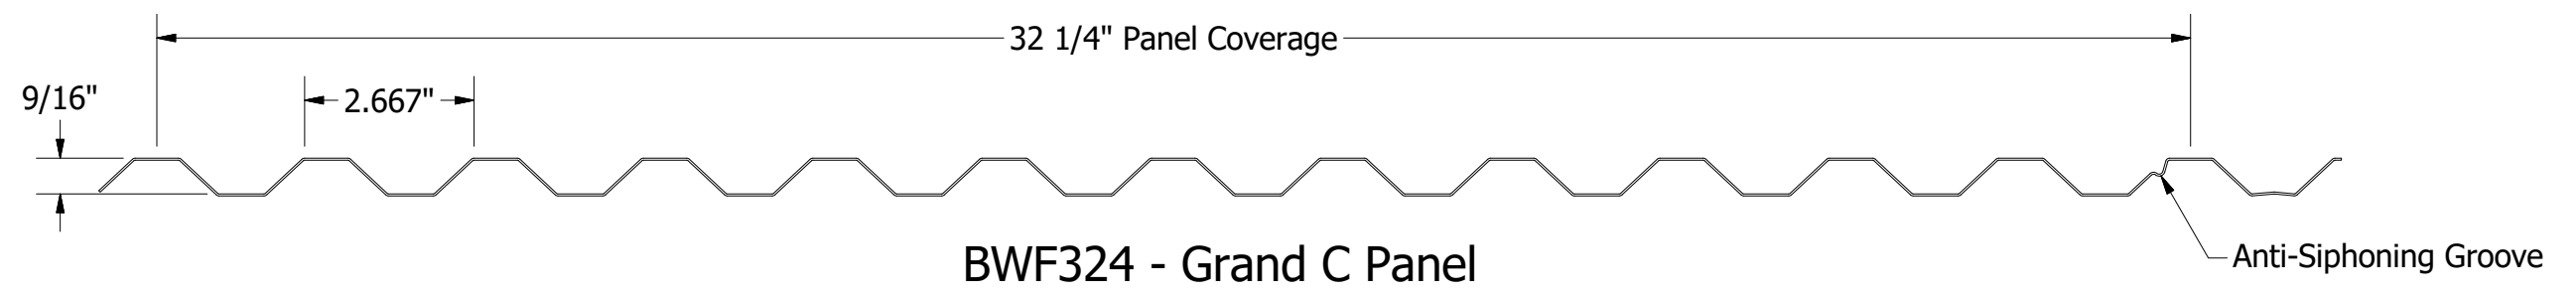 32 1/4" Panel Coverage
9/16"
2.667"
BWF324 - Grand C Panel
Anti-Siphoning Groove